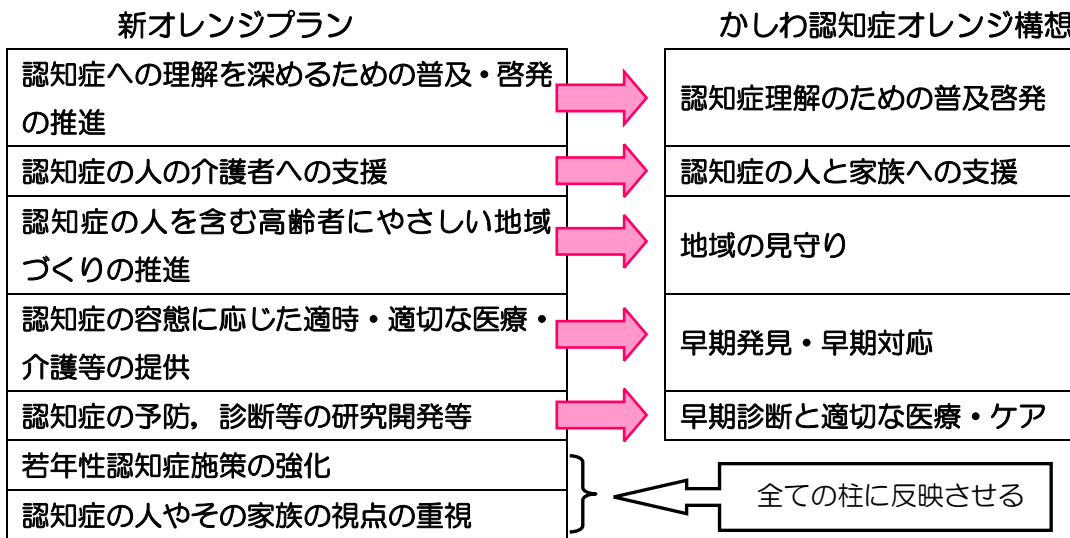 新オレンジプラン
かしわ認知症オレンジ構想
認知症への理解を深めるための普及・啓発
の推進
認知症理解のための普及啓発
認知症の人の介護者への支援
認知症の人と家族への支援
認知症の人を含む高齢者にやさしい地域
づくりの推進
地域の見守り
認知症の容態に応じた適時・適切な医療・
介護等の提供
早期発見・早期対応
認知症の予防，診断等の研究開発等
早期診断と適切な医療・ケア
若年性認知症施策の強化
認知症の人やその家族の視点の重視
全ての柱に反映させる